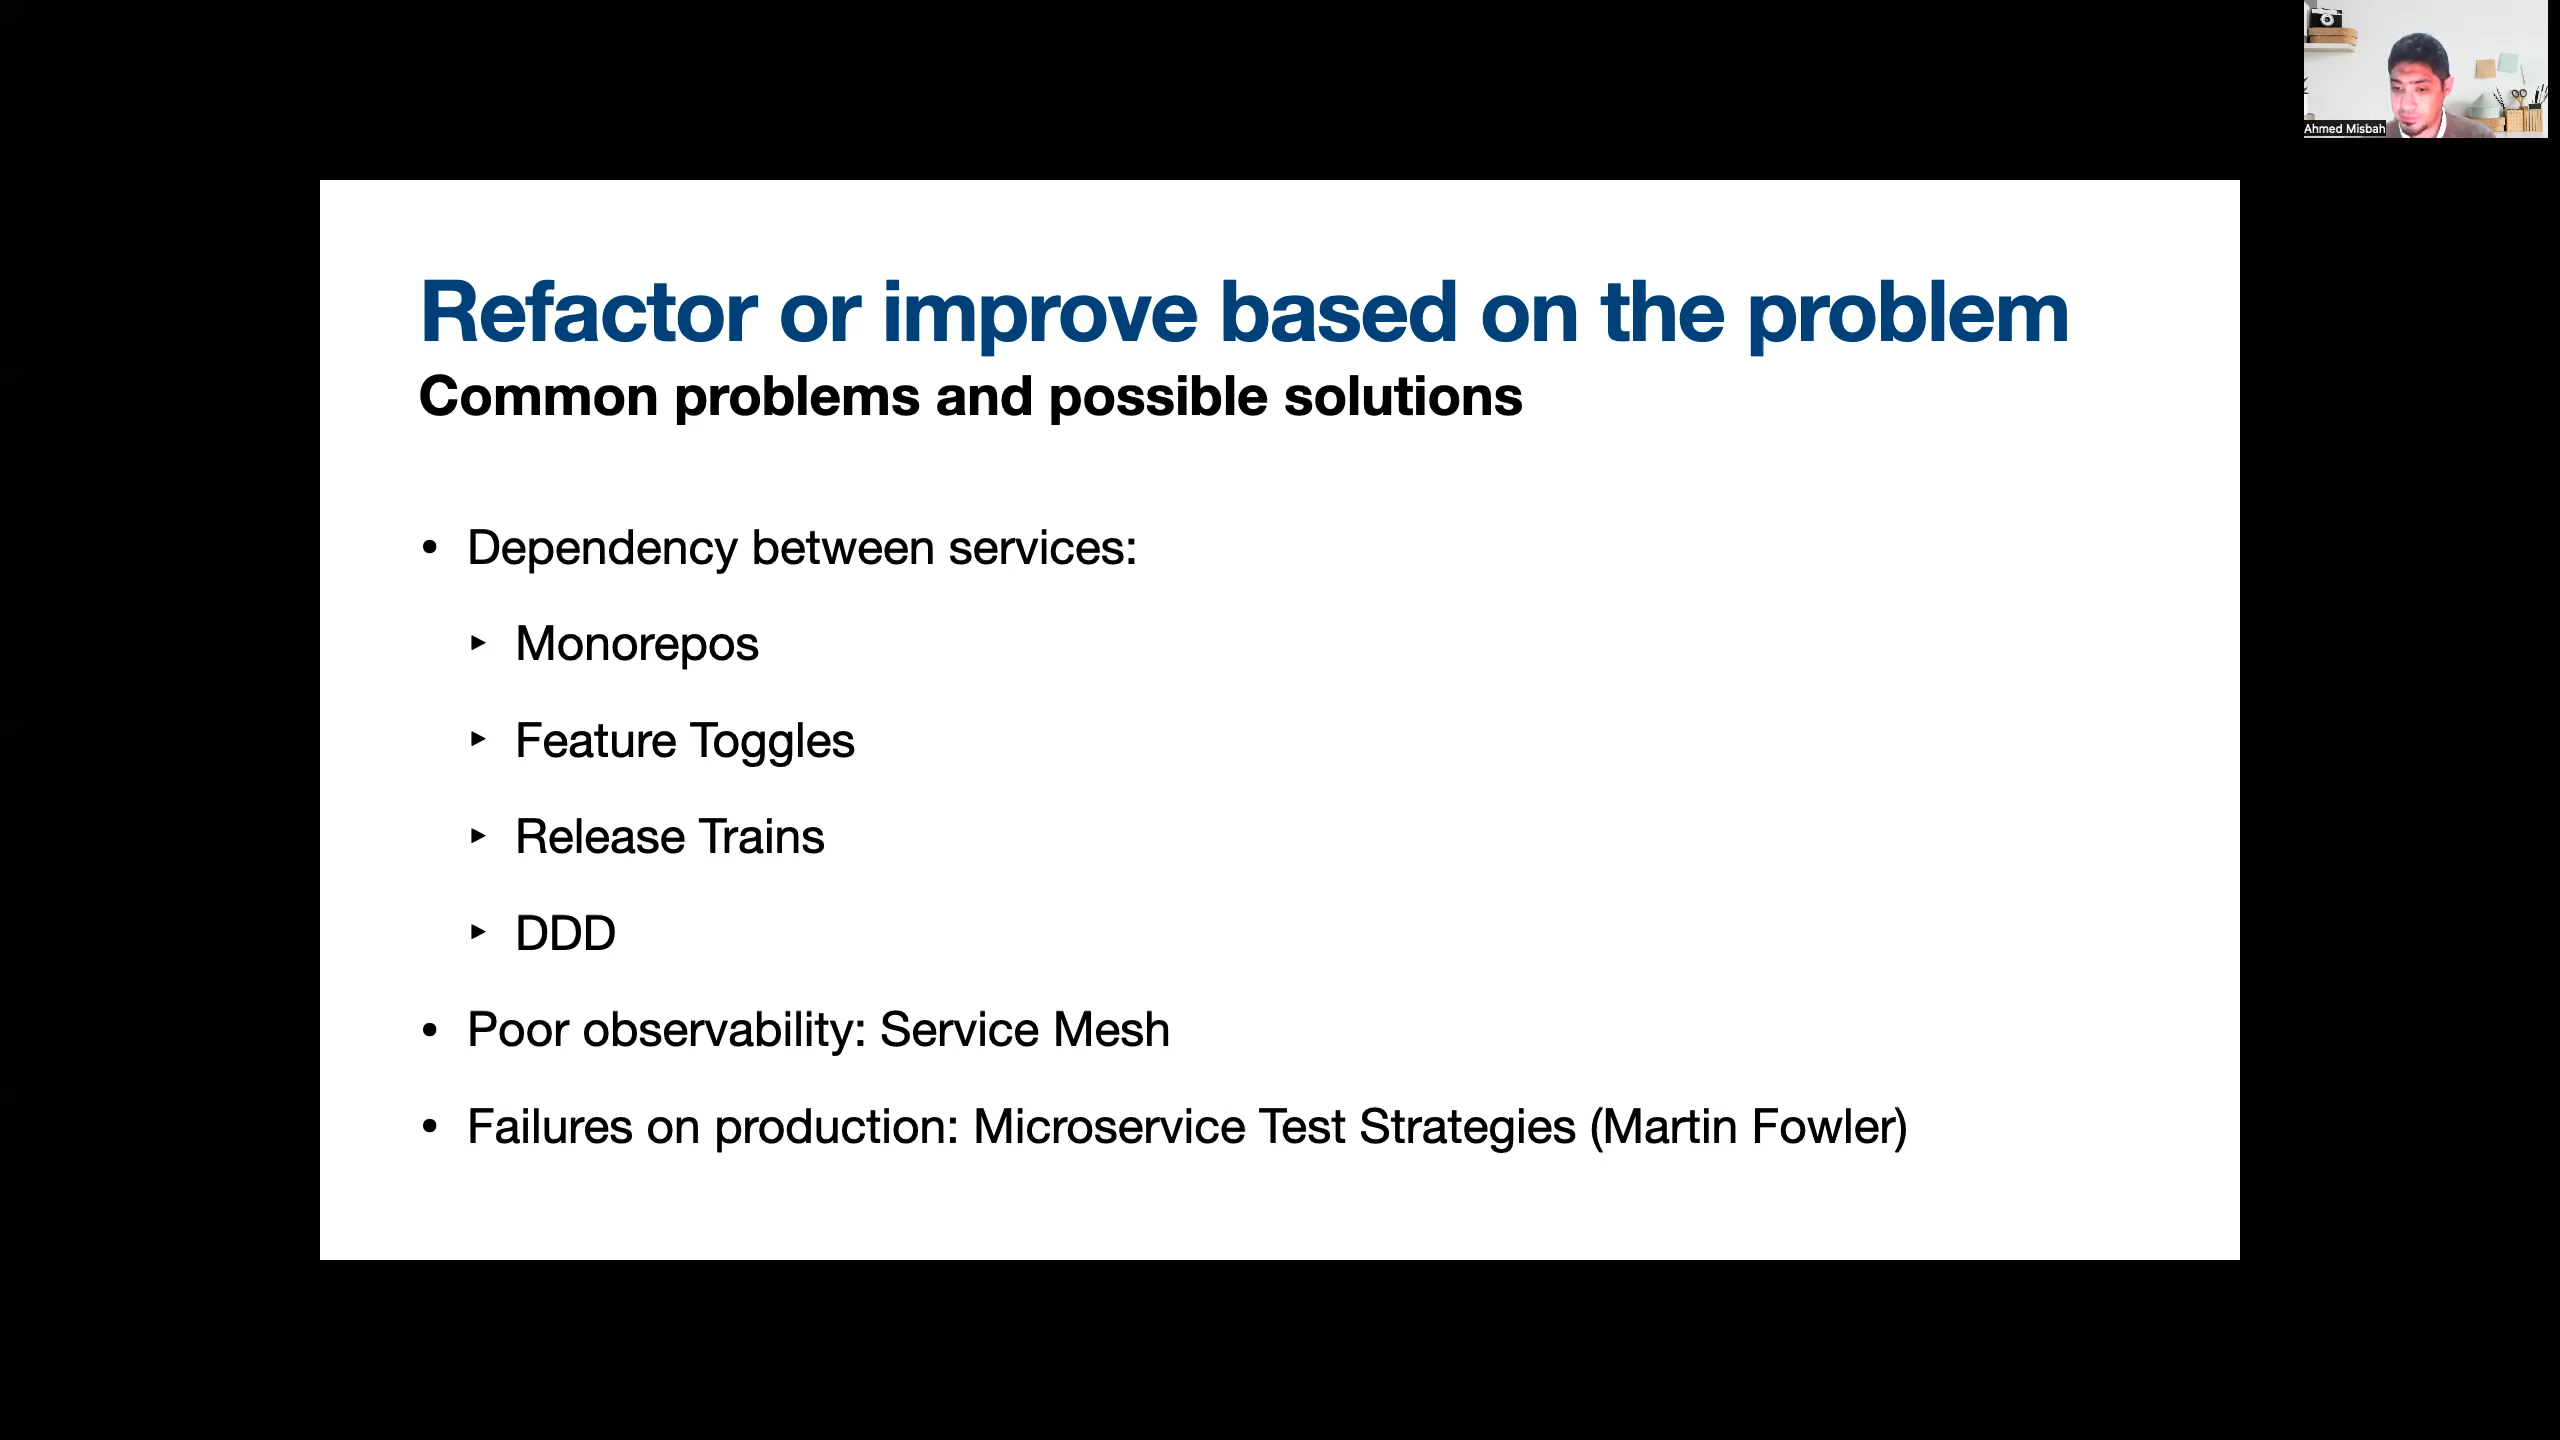 Ahmed Misbah
Refactor or improve based on the problem
Common problems and possible solutions
• Dependency between services:
‣ Monorepos
‣ Feature Toggles
‣ Release Trains
‣ DDD
• Poor observability: Service Mesh
• Failures on production: Microservice Test Strategies (Martin Fowler)